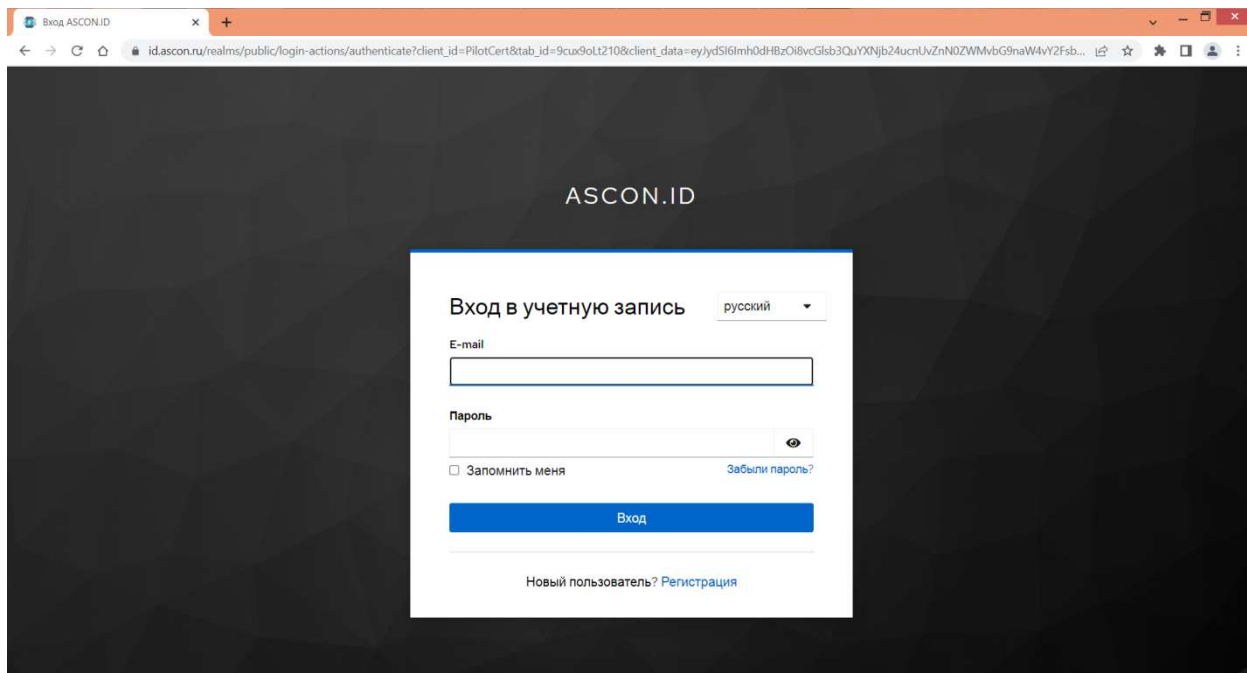 Вход ASCON.ID
id.ascon.ru/realms/public/login-actions/authenticate?client_id=PilotCert&tab_id=9cux9oLt210&client_data=eyJydSI6Imh0dHBzOi8vcGlsb3QuYXNjb24ucnUvZnN0ZWMvbG9naW4vY2Fsb...
ASCON.ID
Вход в учетную запись
русский
E-mail
Пароль
Запомнить меня
Забыли пароль?
Вход
Новый пользователь? Регистрация